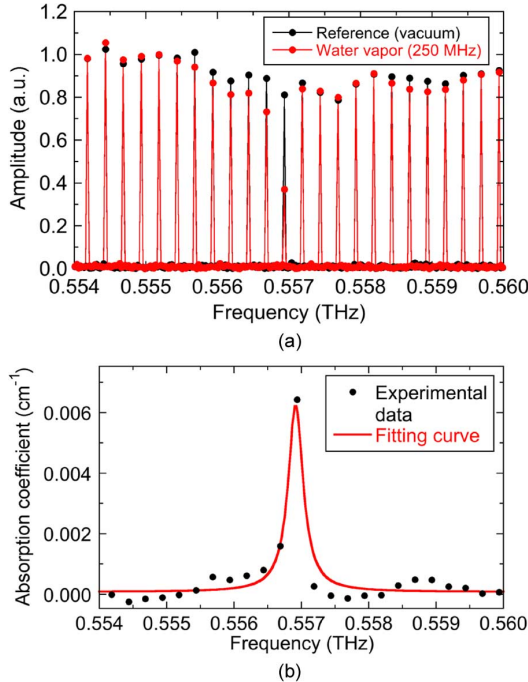 1.2
1.0
0.8
0.6
0.4
0.2
0.0
Amplitude (a.u.)
Reference (vacuum)
Water vapor (250 MHz)
0.554 0.555 0.556 0.557 0.558 0.559 0.560
Frequency (THz)
(a)
0.006
0.004
0.002
0.000
Absorption coefficient (cm⁻¹)
Experimental
data
Fitting curve
0.554 0.555 0.556 0.557 0.558 0.559 0.560
Frequency (THz)
(b)